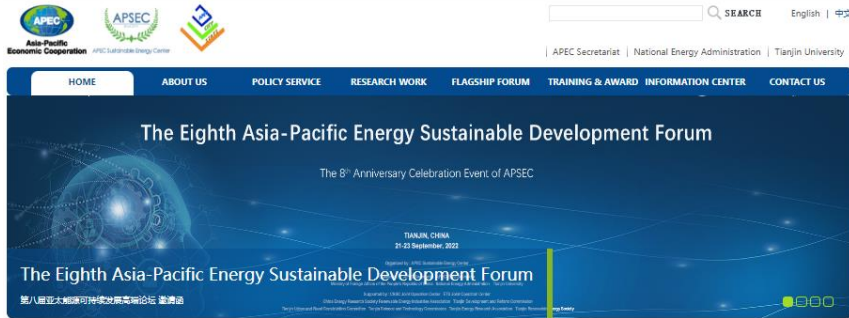 APEC
Asia-Pacific
Economic Cooperation
APSEC
APEC Sustainable Energy Center
SEARCH
English | 中文
| APEC Secretariat | National Energy Administration | Tianjin University
HOME ABOUT US POLICY SERVICE RESEARCH WORK FLAGSHIP FORUM TRAINING & AWARD INFORMATION CENTER CONTACT US
The Eighth Asia-Pacific Energy Sustainable Development Forum
The 8th Anniversary Celebration Event of APSEC
TIANJIN, CHINA
21-23 September, 2022
The Eighth Asia-Pacific Energy Sustainable Development Forum
第八届亚太能源可持续发展高端论坛 邀请函